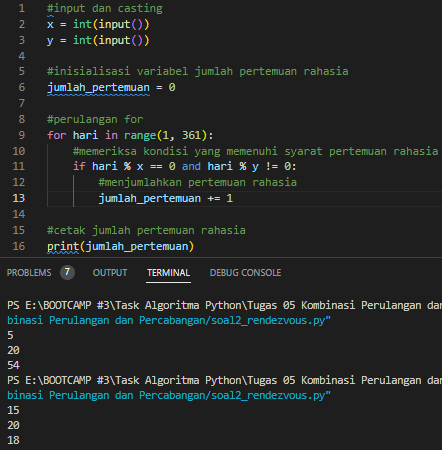 1 #input dan casting
2 x = int(input())
3 y = int(input())
4
5 #inisialisasi variabel jumlah pertemuan rahasia
6 jumlah_pertemuan = 0
7
8 #perulangan for
9 for hari in range(1, 361):
10 #memeriksa kondisi yang memenuhi syarat pertemuan rahasia
11 if hari % x == 0 and hari % y != 0:
12 #menjumlahkan pertemuan rahasia
13 jumlah_pertemuan += 1
14
15 #cetak jumlah pertemuan rahasia
16 print(jumlah_pertemuan)
PROBLEMS 7 OUTPUT TERMINAL DEBUG CONSOLE
PS E:\BOOTCAMP #3\Task Algoritma Python\Tugas 05 Kombinasi Perulangan dan
binasi Perulangan dan Percabangan/soal2_rendezvous.py"
5
20
54
PS E:\BOOTCAMP #3\Task Algoritma Python\Tugas 05 Kombinasi Perulangan dan
binasi Perulangan dan Percabangan/soal2_rendezvous.py"
15
20
18